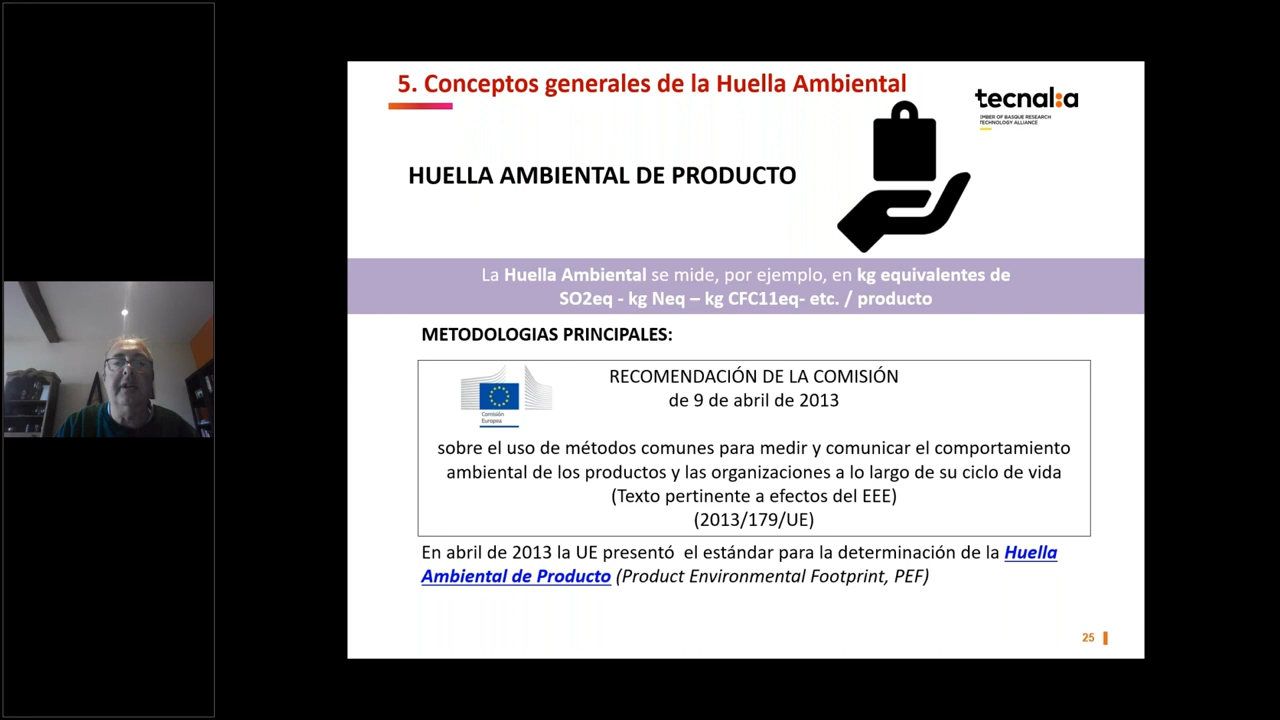 5. Conceptos generales de la Huella Ambiental
tecnal:a
MBER OF BASQUE RESEARCH
TECHNOLOGY ALLIANCE
HUELLA AMBIENTAL DE PRODUCTO
La Huella Ambiental se mide, por ejemplo, en kg equivalentes de
SO2eq - kg Neq – kg CFC11eq- etc. / producto
METODOLOGIAS PRINCIPALES:
Comisión
Europea
RECOMENDACIÓN DE LA COMISIÓN
de 9 de abril de 2013
sobre el uso de métodos comunes para medir y comunicar el comportamiento
ambiental de los productos y las organizaciones a lo largo de su ciclo de vida
(Texto pertinente a efectos del EEE)
(2013/179/UE)
En abril de 2013 la UE presentó el estándar para la determinación de la Huella
Ambiental de Producto (Product Environmental Footprint, PEF)
25